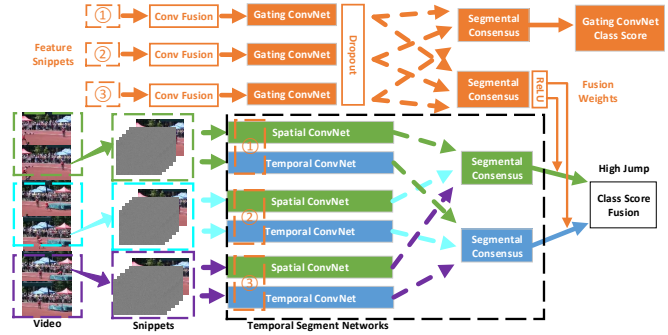 ① Conv Fusion Gating ConvNet
Feature
Snippets
② Conv Fusion Gating ConvNet
③ Conv Fusion Gating ConvNet
Dropout
Segmental
Consensus
Gating ConvNet
Class Score
Segmental
Consensus
ReLU
Fusion
Weights
① Spatial ConvNet
Temporal ConvNet
② Spatial ConvNet
Temporal ConvNet
③ Spatial ConvNet
Temporal ConvNet
Segmental
Consensus
Segmental
Consensus
High Jump
Class Score
Fusion
Video Snippets Temporal Segment Networks